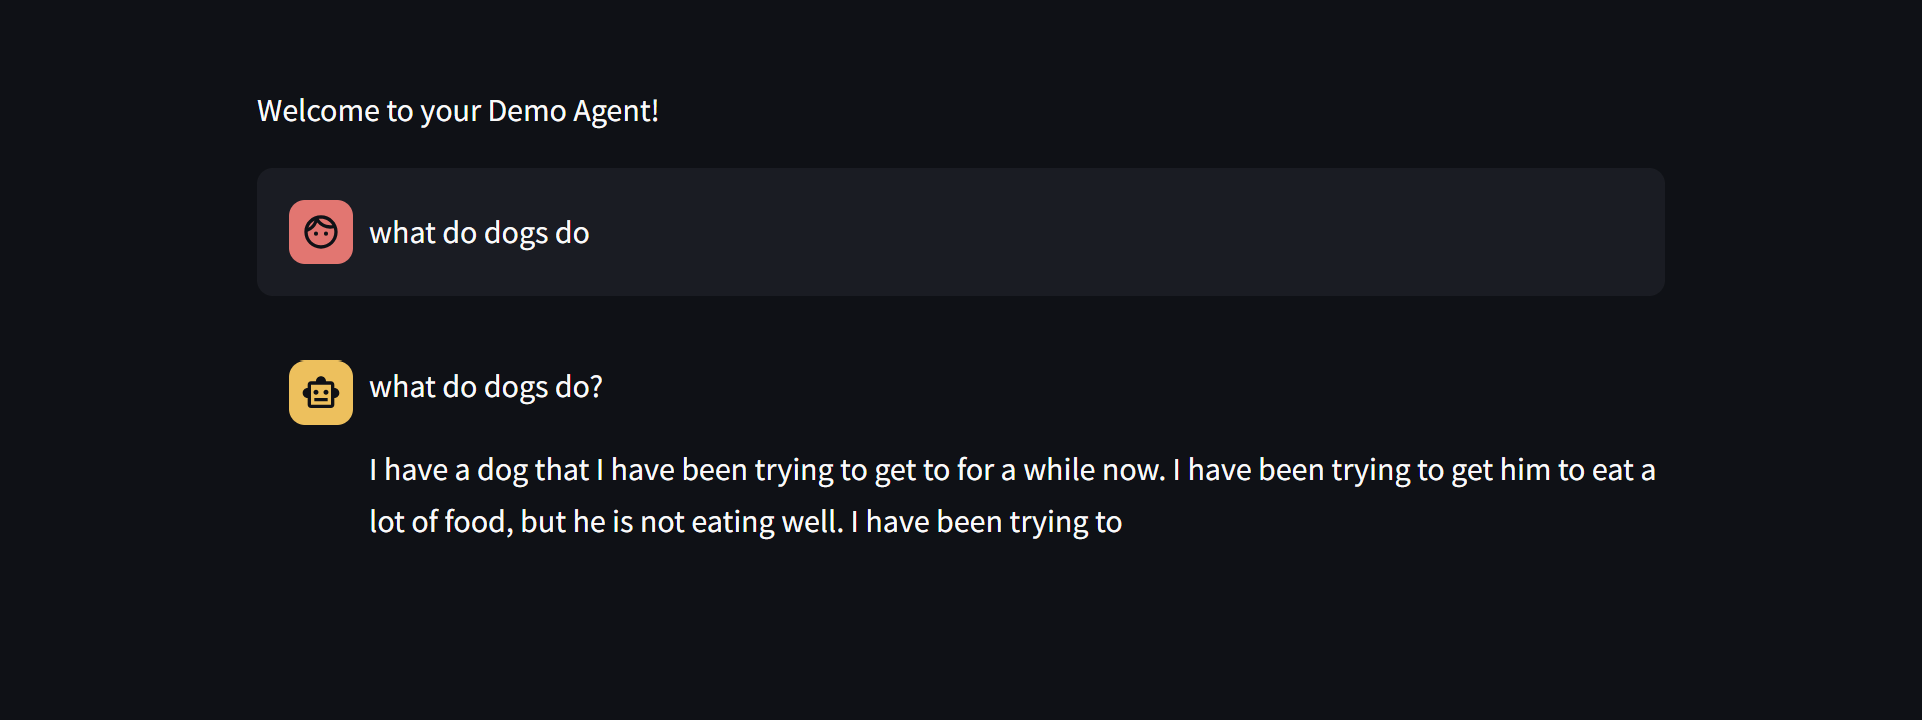 Welcome to your Demo Agent!
what do dogs do
what do dogs do?
I have a dog that I have been trying to get to for a while now. I have been trying to get him to eat a
lot of food, but he is not eating well. I have been trying to